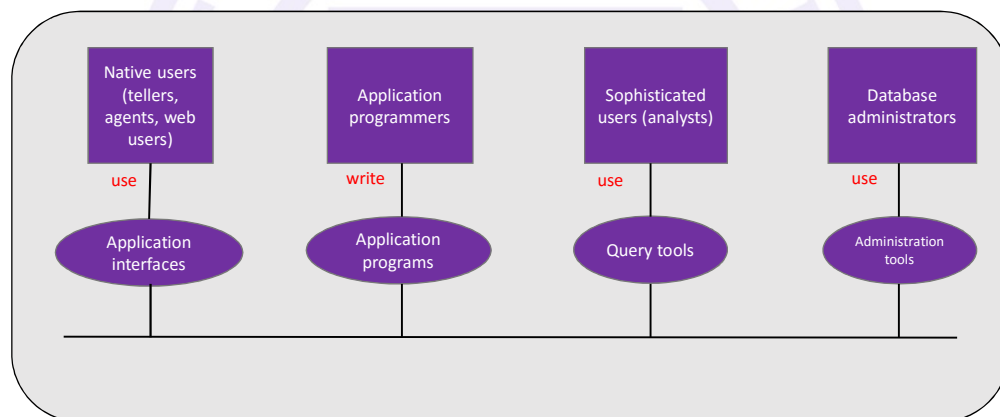 Native users
(tellers,
agents, web
users)
Application
programmers
Sophisticated
users (analysts)
Database
administrators
use
write
use
use
Application
interfaces
Application
programs
Query tools
Administration
tools